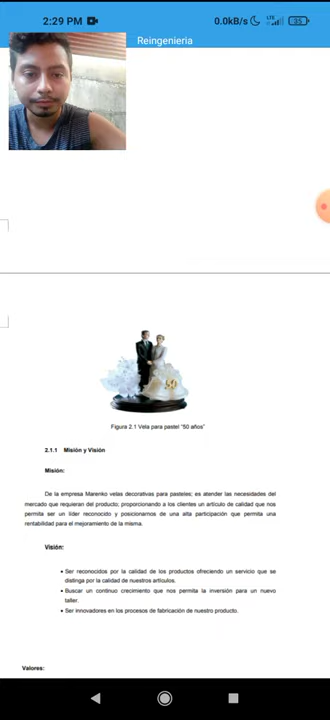 2:29 PM
0.0kB/s
LTE
35
Reingenieria
50
Figura 2.1 Vela para pastel "50 años"
2.1.1 Misión y Visión
Misión:
De la empresa Marenko velas decorativas para pasteles; es atender las necesidades del
mercado que requieran del producto; proporcionando a los clientes un artículo de calidad que nos
permita ser un líder reconocido y posicionarnos de una alta participación que permita una
rentabilidad para el mejoramiento de la misma.
Visión:
• Ser reconocidos por la calidad de los productos ofreciendo un servicio que se
distinga por la calidad de nuestros artículos.
• Buscar un continuo crecimiento que nos permita la inversión para un nuevo
taller.
• Ser innovadores en los procesos de fabricación de nuestro producto.
Valores: